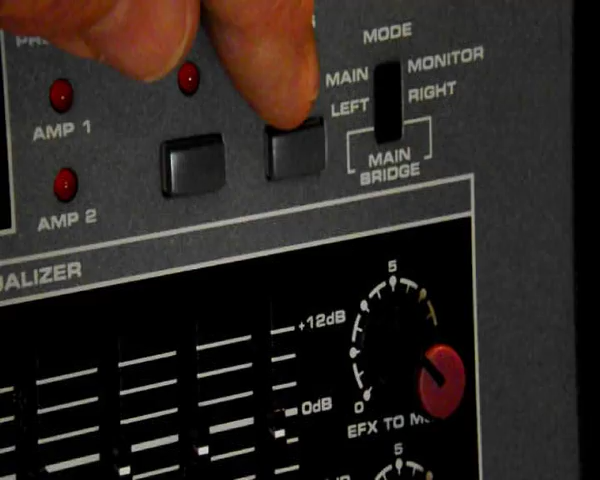 MODE
MAIN MONITOR
LEFT RIGHT
MAIN
BRIDGE
AMP 1
AMP 2
5
+12dB
0dB
0
EFX TO
5